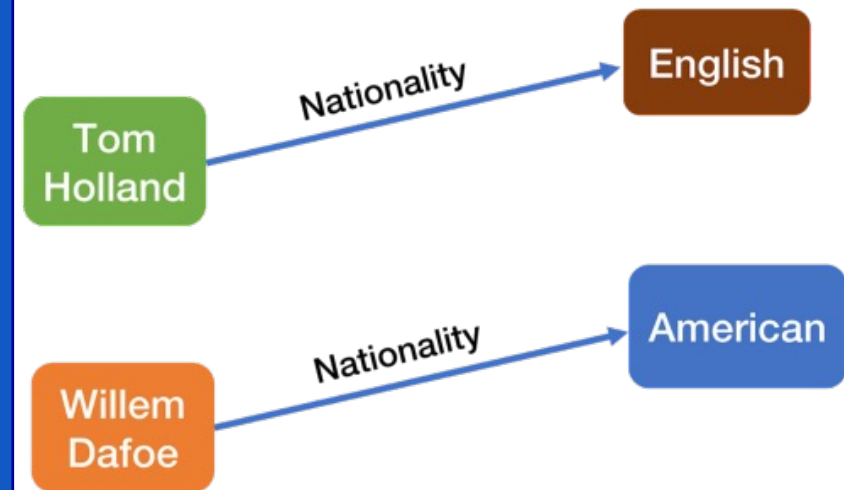 Nationality
English
Tom
Holland
Nationality
American
Willem
Dafoe